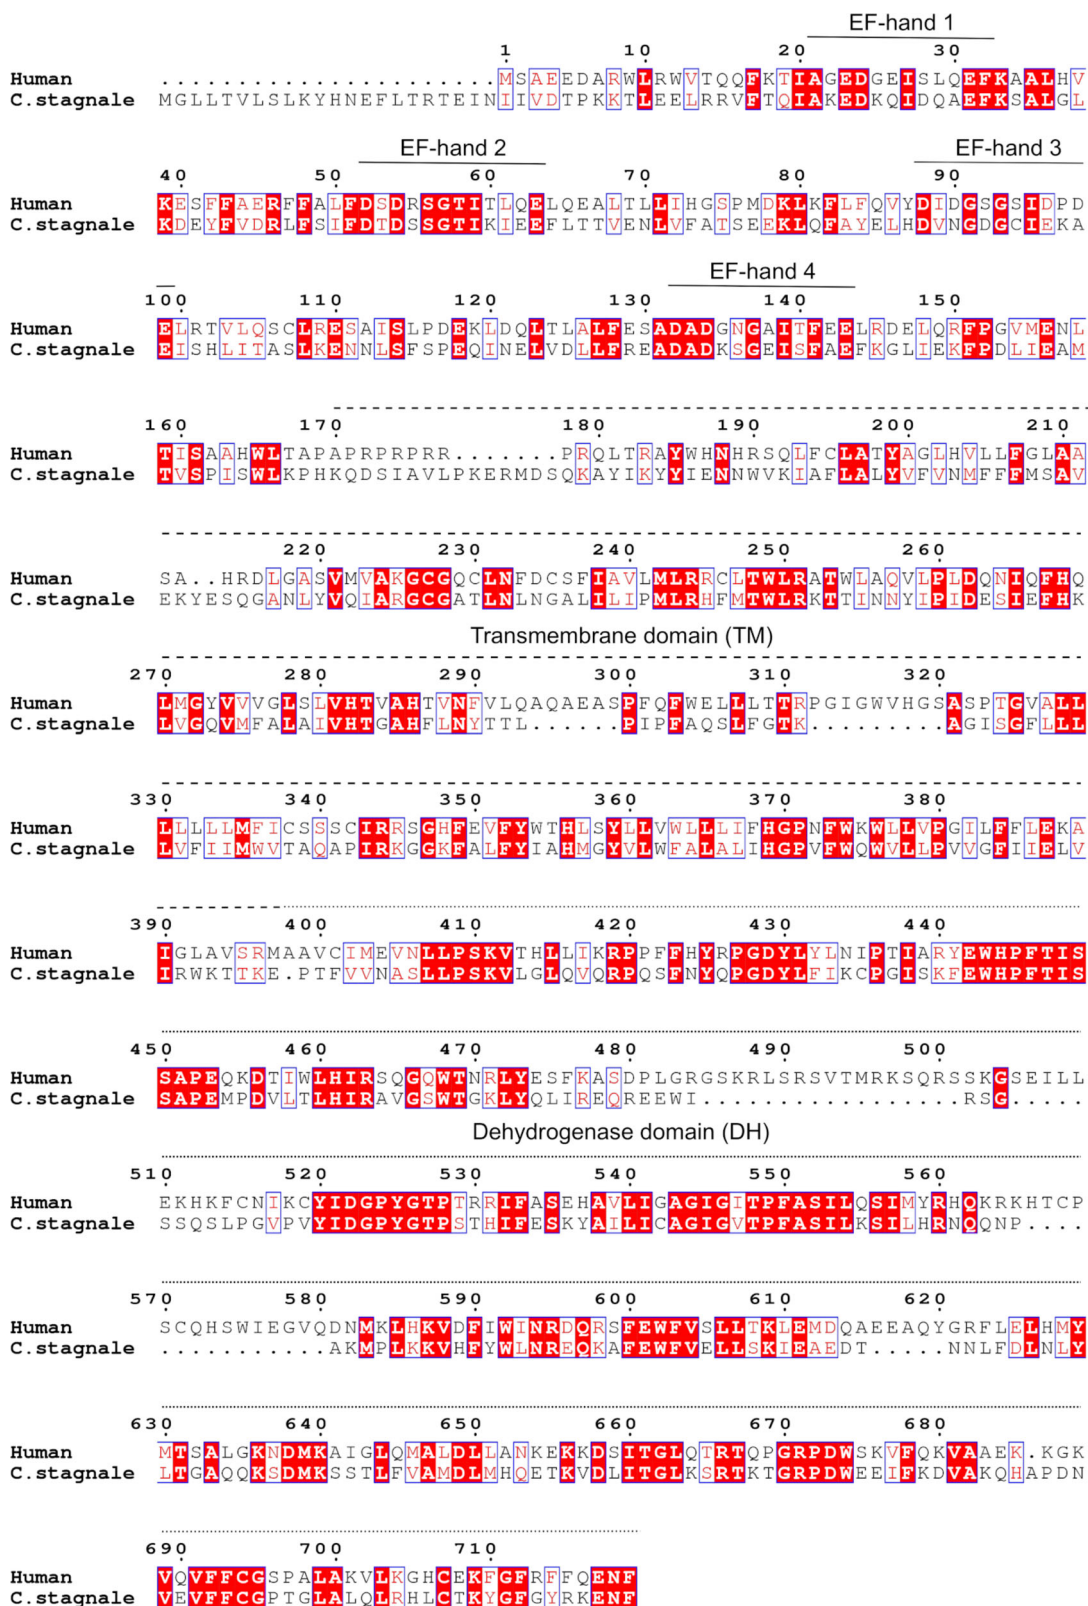 EF-hand 1
1 10 20 30
Human ......................MSAEEDARWLRWVTQQFKTIAGEDGEISLQEFKAALHV
C.stagnale MGLLTVLSLKYHNEFLTRTEINIIVDTPKKTLEELRRVFTQIAKEDKQIDQAEFKSALGL
EF-hand 2 EF-hand 3
40 50 60 70 80 90
Human KESFFAERFFALFDSDRSGTITLQELQEALTLLIHGSPMDKLKFLFQVYDIDGSGSIDPD
C.stagnale KDEYFVDRLFSIFDTDSSGTIKIEEFLTTVENLVFATSEEKLQFAYELHDVNGDGCIEKA
EF-hand 4
100 110 120 130 140 150
Human ELRTVLQSCLRESAISLPDEKLDQLTLALFESADADGNGAITFEELRDELQRFPGVMENL
C.stagnale EISHLITASLKENNLSFSPEQINELVDLLFREADADKSGEISFAEFKGLIEKFPDLIEAM
160 170 180 190 200 210
Human TISAAHWLTAPAPRPRPRR.......PRQLTRAYWHNHRSQLFCLATYAGLHVLLFGLAA
C.stagnale TVSPISWLKPHKQDSIAVLPKERMDSQKAYIKYYIENNWVKIAFLALYVFVNMFFFMSAV
220 230 240 250 260
Human SA..HRDLGASVMVAKGCGQCLNFDCSFIAVLMLRRCLTWLRATWLAQVLPLDQNIQFHQ
C.stagnale EKYESQGANLYVQIARGCGATLNLNGALILIPMLRHFMTWLRKTTINNYIPIDESIEFHK
Transmembrane domain (TM)
270 280 290 300 310 320
Human LMGYVVVGLSLVHTVAHTVNFVLQAQAEASPFQFWELLLTTRPGIGWVHGSASPTGVALL
C.stagnale LVGQVMFALAIVHTGAHFLNYTTL......PIPFAQSLFGTK.........AGISGFLLL
330 340 350 360 370 380
Human LLLLLMFICSSSCIRRSGHFEVFYWTHLSYLLVWLLLIFHGPNFWKWLLVPGILFFLEKA
C.stagnale LVFIIMWVTAQAPIRKGGKFALFYIAHMGYVLWFALALIHGPVFWQWVLLPVVGFIIELV
390 400 410 420 430 440
Human IGLAVSRMAAVCIMEVNLLPSKVTHLLIKRPPFFHYRPGDYLYLNIPTIARYEWHPFTIS
C.stagnale IRWKTTKE.PTFVVNASLLPSKVLGLQVQRPQSFNYQPGDYLFIKCPGISKFEWHPFTIS
450 460 470 480 490 500
Human SAPEQKDTIWLHIRSQGQWTNRLYESFKASDPLGRGSKRLSRSVTMRKSQRSSKGSEILL
C.stagnale SAPEMPDVLTLHIRAVGSWTGKLYQLIREQREEWI.................RSG.....
Dehydrogenase domain (DH)
510 520 530 540 550 560
Human EKHKFCNIKCYIDGPYGTPTRRIFASEHAVLIGAGIGITPFASILQSIMYRHQKRKHTCP
C.stagnale SSQSLPGVPVYIDGPYGTPSTHIFESKYAILICAGIGVTPFASILKSILHRNQQNP....
570 580 590 600 610 620
Human SCQHSWIEGVQDNMKLHKVDFIWINRDQRSFEWFVSLLTKLEMDQAEEAQYGRFLELHMY
C.stagnale ...........AKMPLKKVHFYWLNREQKAFEWFVELLSKIEAEDT.....NNLFDLNLY
630 640 650 660 670 680
Human MTSALGKNDMKAIGLQMALDLLANKEKKDSITGLQTRTQPGRPDWSKVFQKVAAEK.KGK
C.stagnale LTGAQQKSDMKSSTLFVAMDLMHQETKVDLITGLKSRTKTGRPDWEEIFKDVAKQHAPDN
690 700 710
Human VQVFFCGSPALAKVLKGHCEKFGFRFFQENF
C.stagnale VEVFFCGPTGLALQLRHLCTKYGFGYRKENF